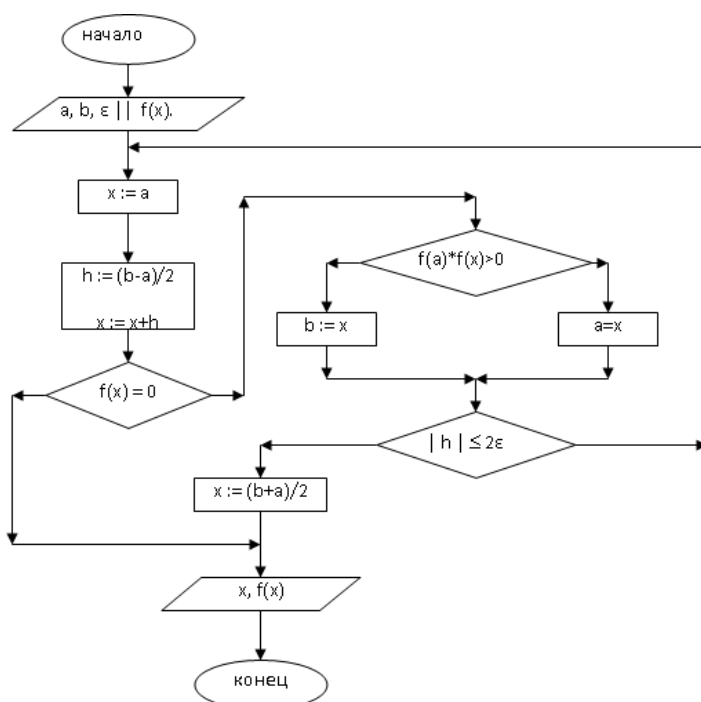 начало
a, b, ε || f(x).
x := a
h := (b-a)/2
x := x+h
f(x) = 0
f(a)*f(x)>0
b := x
a=x
| h | ≤ 2ε
x := (b+a)/2
x, f(x)
конец